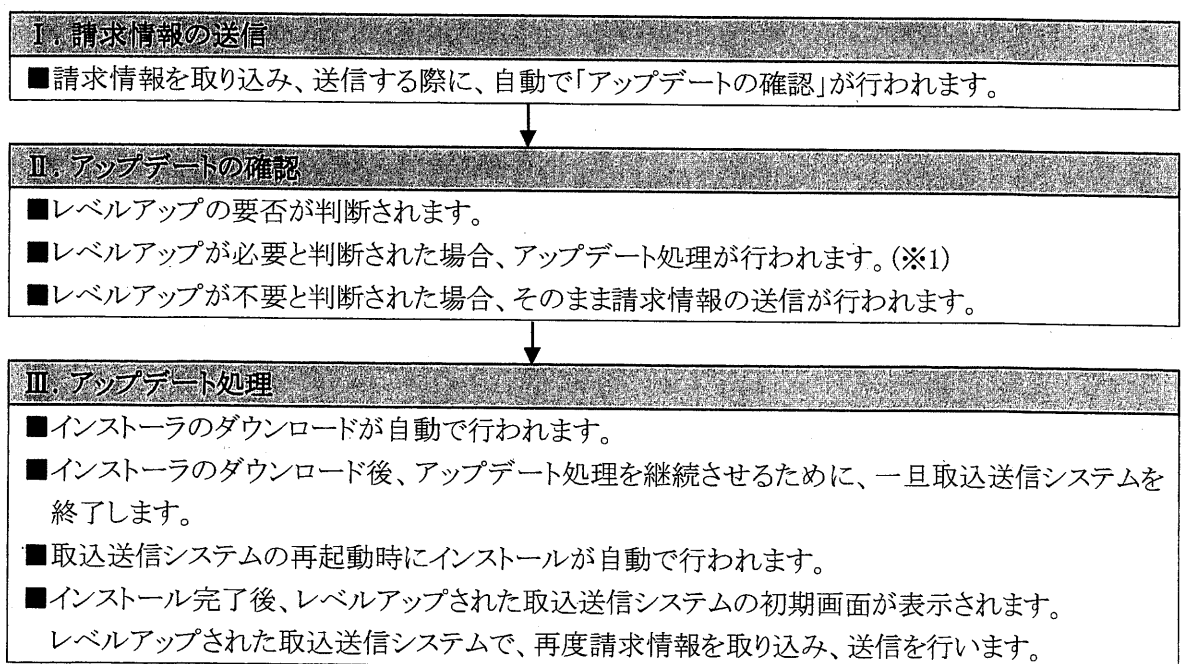 Ⅰ．請求情報の送信
■請求情報を取り込み、送信する際に、自動で「アップデートの確認」が行われます。
Ⅱ．アップデートの確認
■レベルアップの要否が判断されます。
■レベルアップが必要と判断された場合、アップデート処理が行われます。(※1)
■レベルアップが不要と判断された場合、そのまま請求情報の送信が行われます。
Ⅲ．アップデート処理
■インストーラのダウンロードが自動で行われます。
■インストーラのダウンロード後、アップデート処理を継続させるために、一旦取込送信システムを
終了します。
■取込送信システムの再起動時にインストールが自動で行われます。
■インストール完了後、レベルアップされた取込送信システムの初期画面が表示されます。
レベルアップされた取込送信システムで、再度請求情報を取り込み、送信を行います。